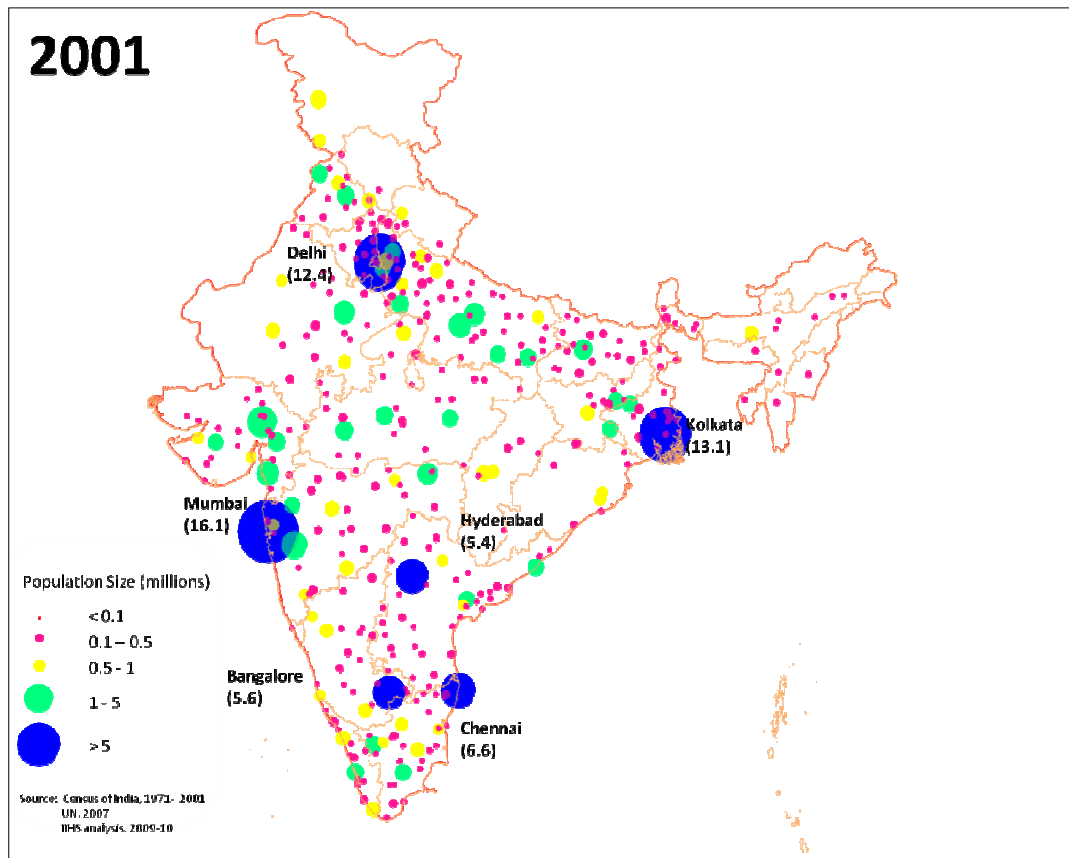 2001
Delhi
(12.4)
Kolkata
(13.1)
Mumbai
(16.1)
Hyderabad
(5.4)
Population Size (millions)
<0.1
0.1 – 0.5
0.5 - 1
1 - 5
>5
Bangalore
(5.6)
Chennai
(6.6)
Source: Census of India, 1971- 2001
UN. 2007
IIHS analysis. 2009-10